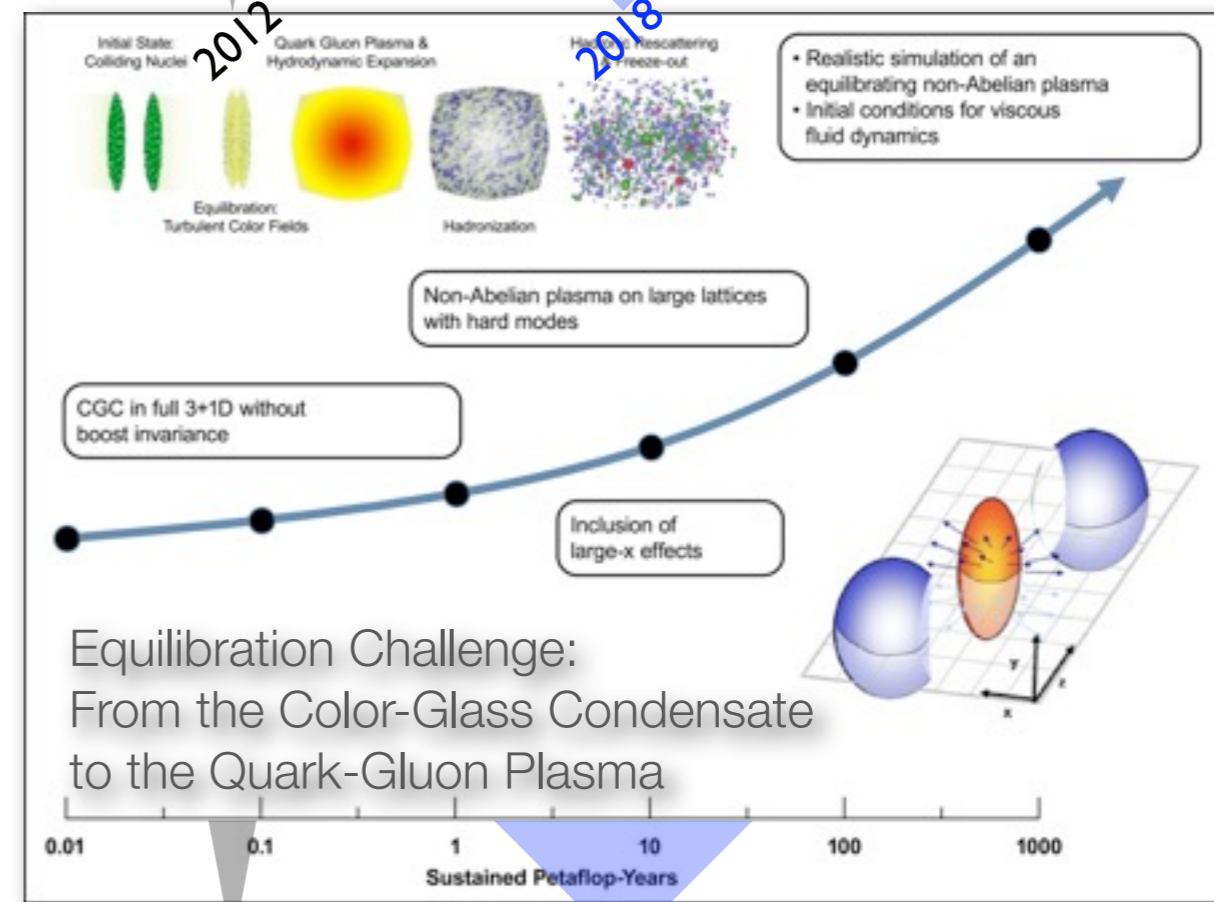 2012
2018
Initial State:
Colliding Nuclei
Quark Gluon Plasma &
Hydrodynamic Expansion
Hadronic Rescattering
& Freeze-out
Equilibration:
Turbulent Color Fields
Hadronization
• Realistic simulation of an
equilibrating non-Abelian plasma
• Initial conditions for viscous
fluid dynamics
Non-Abelian plasma on large lattices
with hard modes
CGC in full 3+1D without
boost invariance
Inclusion of
large-x effects
y
z
x
Equilibration Challenge:
From the Color-Glass Condensate
to the Quark-Gluon Plasma
0.01 0.1 1 10 100 1000
Sustained Petaflop-Years